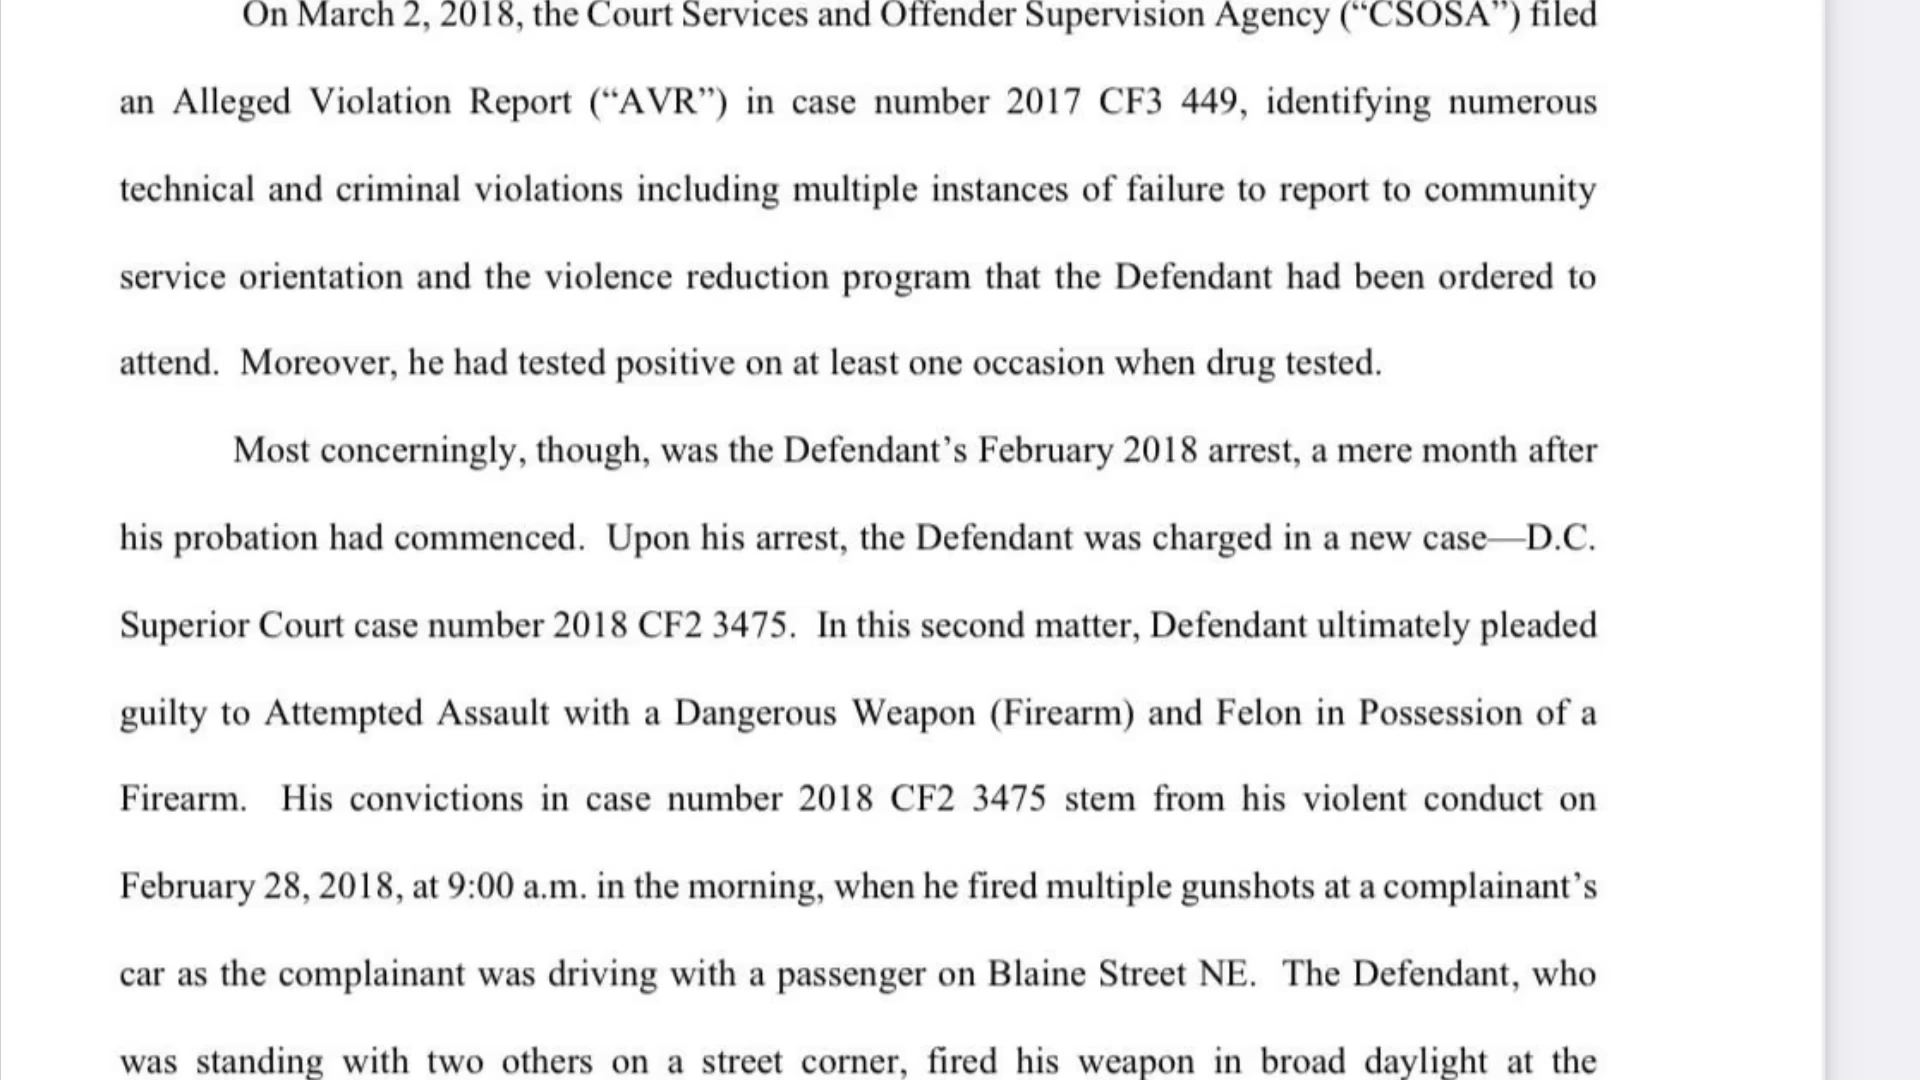 On March 2, 2018, the Court Services and Offender Supervision Agency (“CSOSA”) filed
an Alleged Violation Report (“AVR”) in case number 2017 CF3 449, identifying numerous
technical and criminal violations including multiple instances of failure to report to community
service orientation and the violence reduction program that the Defendant had been ordered to
attend.  Moreover, he had tested positive on at least one occasion when drug tested.
Most concerningly, though, was the Defendant’s February 2018 arrest, a mere month after
his probation had commenced.  Upon his arrest, the Defendant was charged in a new case—D.C.
Superior Court case number 2018 CF2 3475.  In this second matter, Defendant ultimately pleaded
guilty to Attempted Assault with a Dangerous Weapon (Firearm) and Felon in Possession of a
Firearm.  His convictions in case number 2018 CF2 3475 stem from his violent conduct on
February 28, 2018, at 9:00 a.m. in the morning, when he fired multiple gunshots at a complainant’s
car as the complainant was driving with a passenger on Blaine Street NE.  The Defendant, who
was standing with two others on a street corner, fired his weapon in broad daylight at the